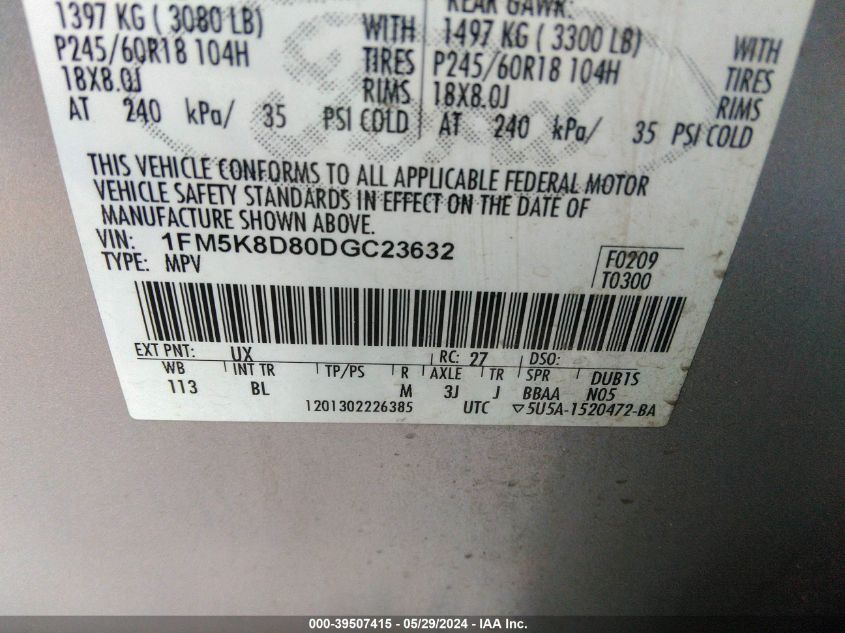 REAR GAWR:
1397 KG ( 3080 LB) WITH 1497 KG ( 3300 LB) WITH
P245/60R18 104H TIRES P245/60R18 104H TIRES
18X8.0J RIMS 18X8.0J RIMS
AT 240 kPa/ 35 PSI COLD AT 240 kPa/ 35 PSI COLD
THIS VEHICLE CONFORMS TO ALL APPLICABLE FEDERAL MOTOR
VEHICLE SAFETY STANDARDS IN EFFECT ON THE DATE OF
MANUFACTURE SHOWN ABOVE.
VIN: 1FM5K8D80DGC23632
TYPE: MPV
F0209
T0300
EXT PNT: UX RC: 27 DSO:
WB INT TR TP/PS R AXLE TR SPR DUB1S
113 BL M 3J J BBAA N05
1201302226385 UTC ▽5U5A-1520472-BA
000-39507415 - 05/29/2024 - IAA Inc.